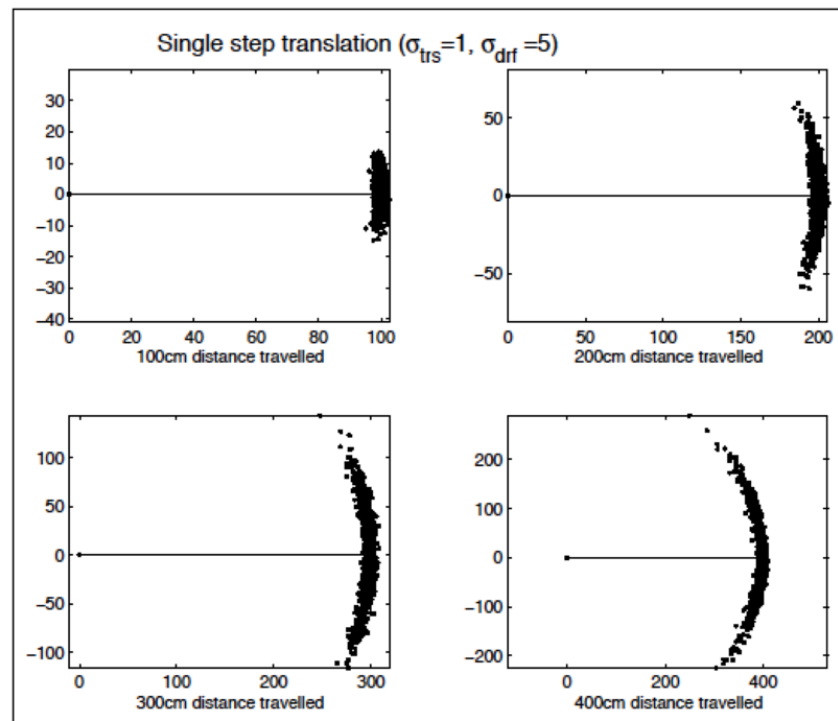 Single step translation (σtrs=1, σdrf =5)
30
20
10
0
−10
−20
−30
−40
0 20 40 60 80 100
100cm distance travelled
50
0
−50
0 50 100 150 200
200cm distance travelled
100
50
0
−50
−100
0 100 200 300
300cm distance travelled
200
100
0
−100
−200
0 200 400
400cm distance travelled